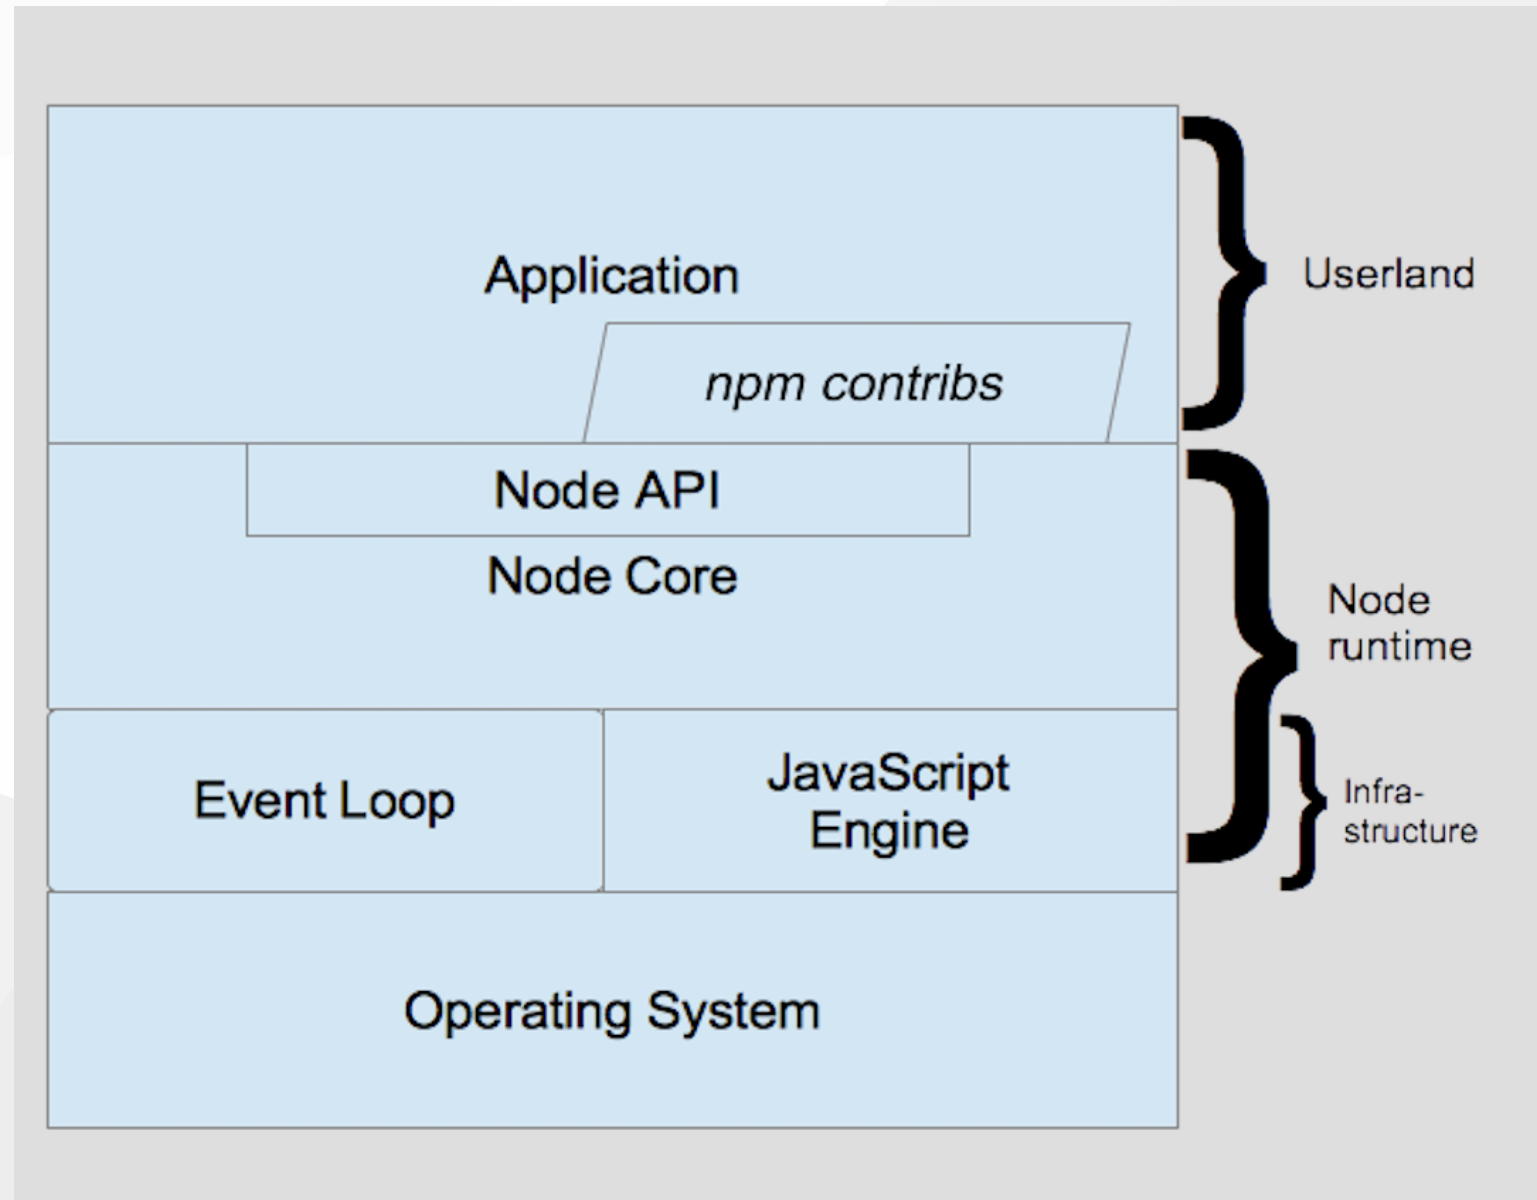 Application
Userland
npm contribs
Node API
Node Core
Node
runtime
Event Loop
JavaScript
Engine
Infra-
structure
Operating System